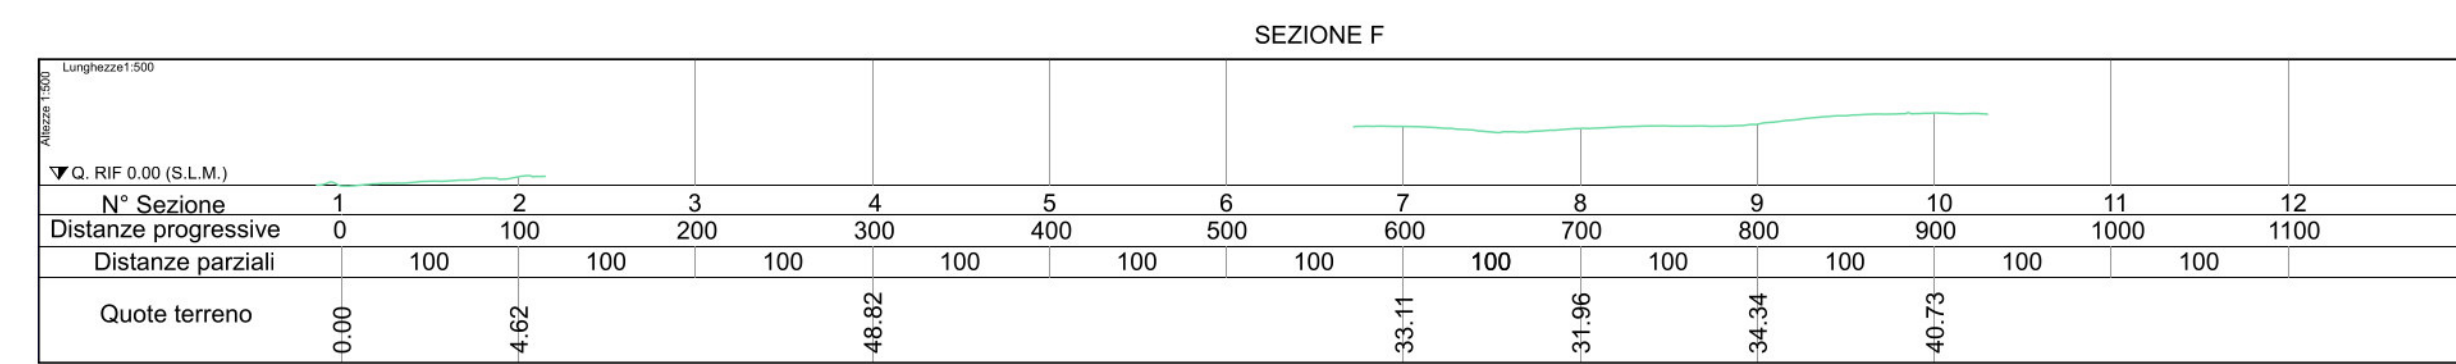 SEZIONE F
Lunghezze1:500
Altezze 1:500
Q. RIF 0.00 (S.L.M.)
N° Sezione 1 2 3 4 5 6 7 8 9 10 11 12
Distanze progressive 0 100 200 300 400 500 600 700 800 900 1000 1100
Distanze parziali 100 100 100 100 100 100 100 100 100 100 100
Quote terreno 0.00 4.62 48.82 33.11 31.96 34.34 40.73